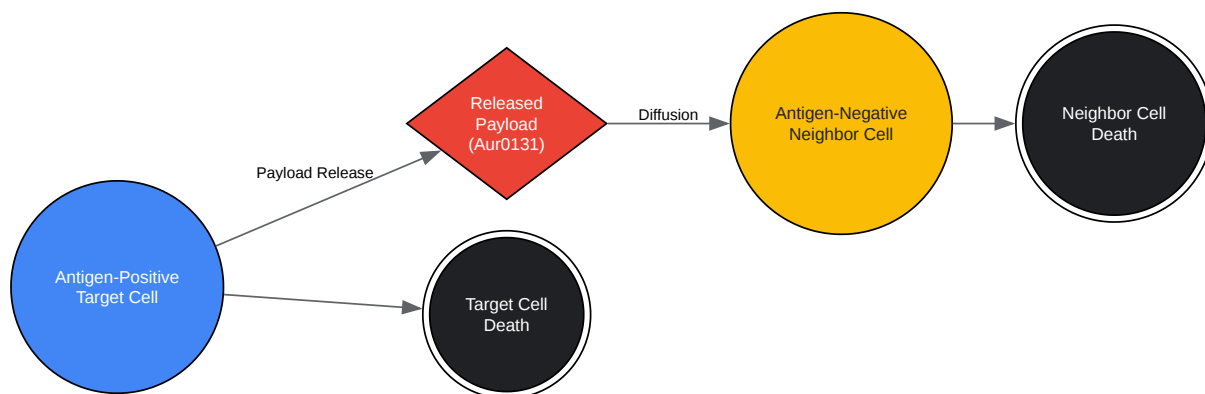 Released
Payload
(Aur0131)
Diffusion
Antigen-Negative
Neighbor Cell
Neighbor Cell
Death
Payload Release
Antigen-Positive
Target Cell
Target Cell
Death